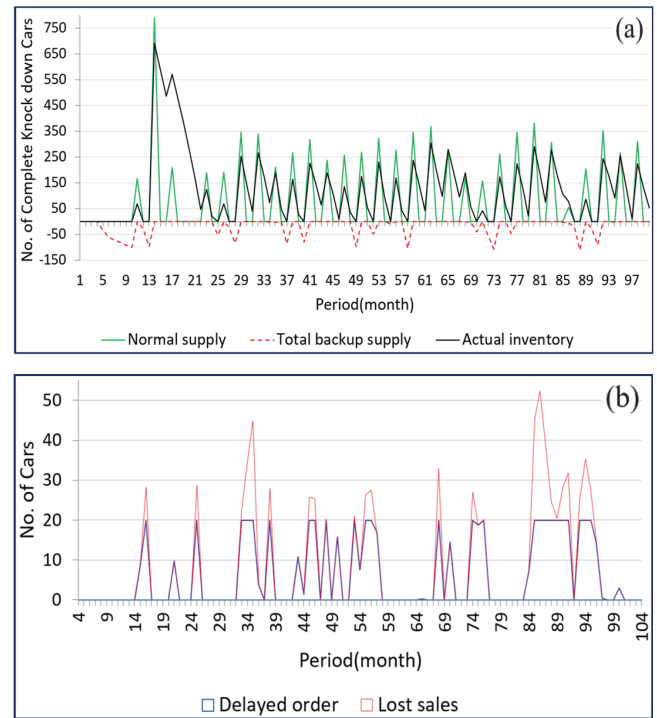 (a)
No. of Complete Knock down Cars
750
650
550
450
350
250
150
50
-50
-150
1 5 9 13 17 21 25 29 33 37 41 45 49 53 57 61 65 69 73 77 81 85 89 93 97
Period(month)
Normal supply Total backup supply Actual inventory
(b)
No. of Cars
50
40
30
20
10
0
4 9 14 19 24 29 34 39 44 49 54 59 64 69 74 79 84 89 94 99 104
Period(month)
Delayed order Lost sales